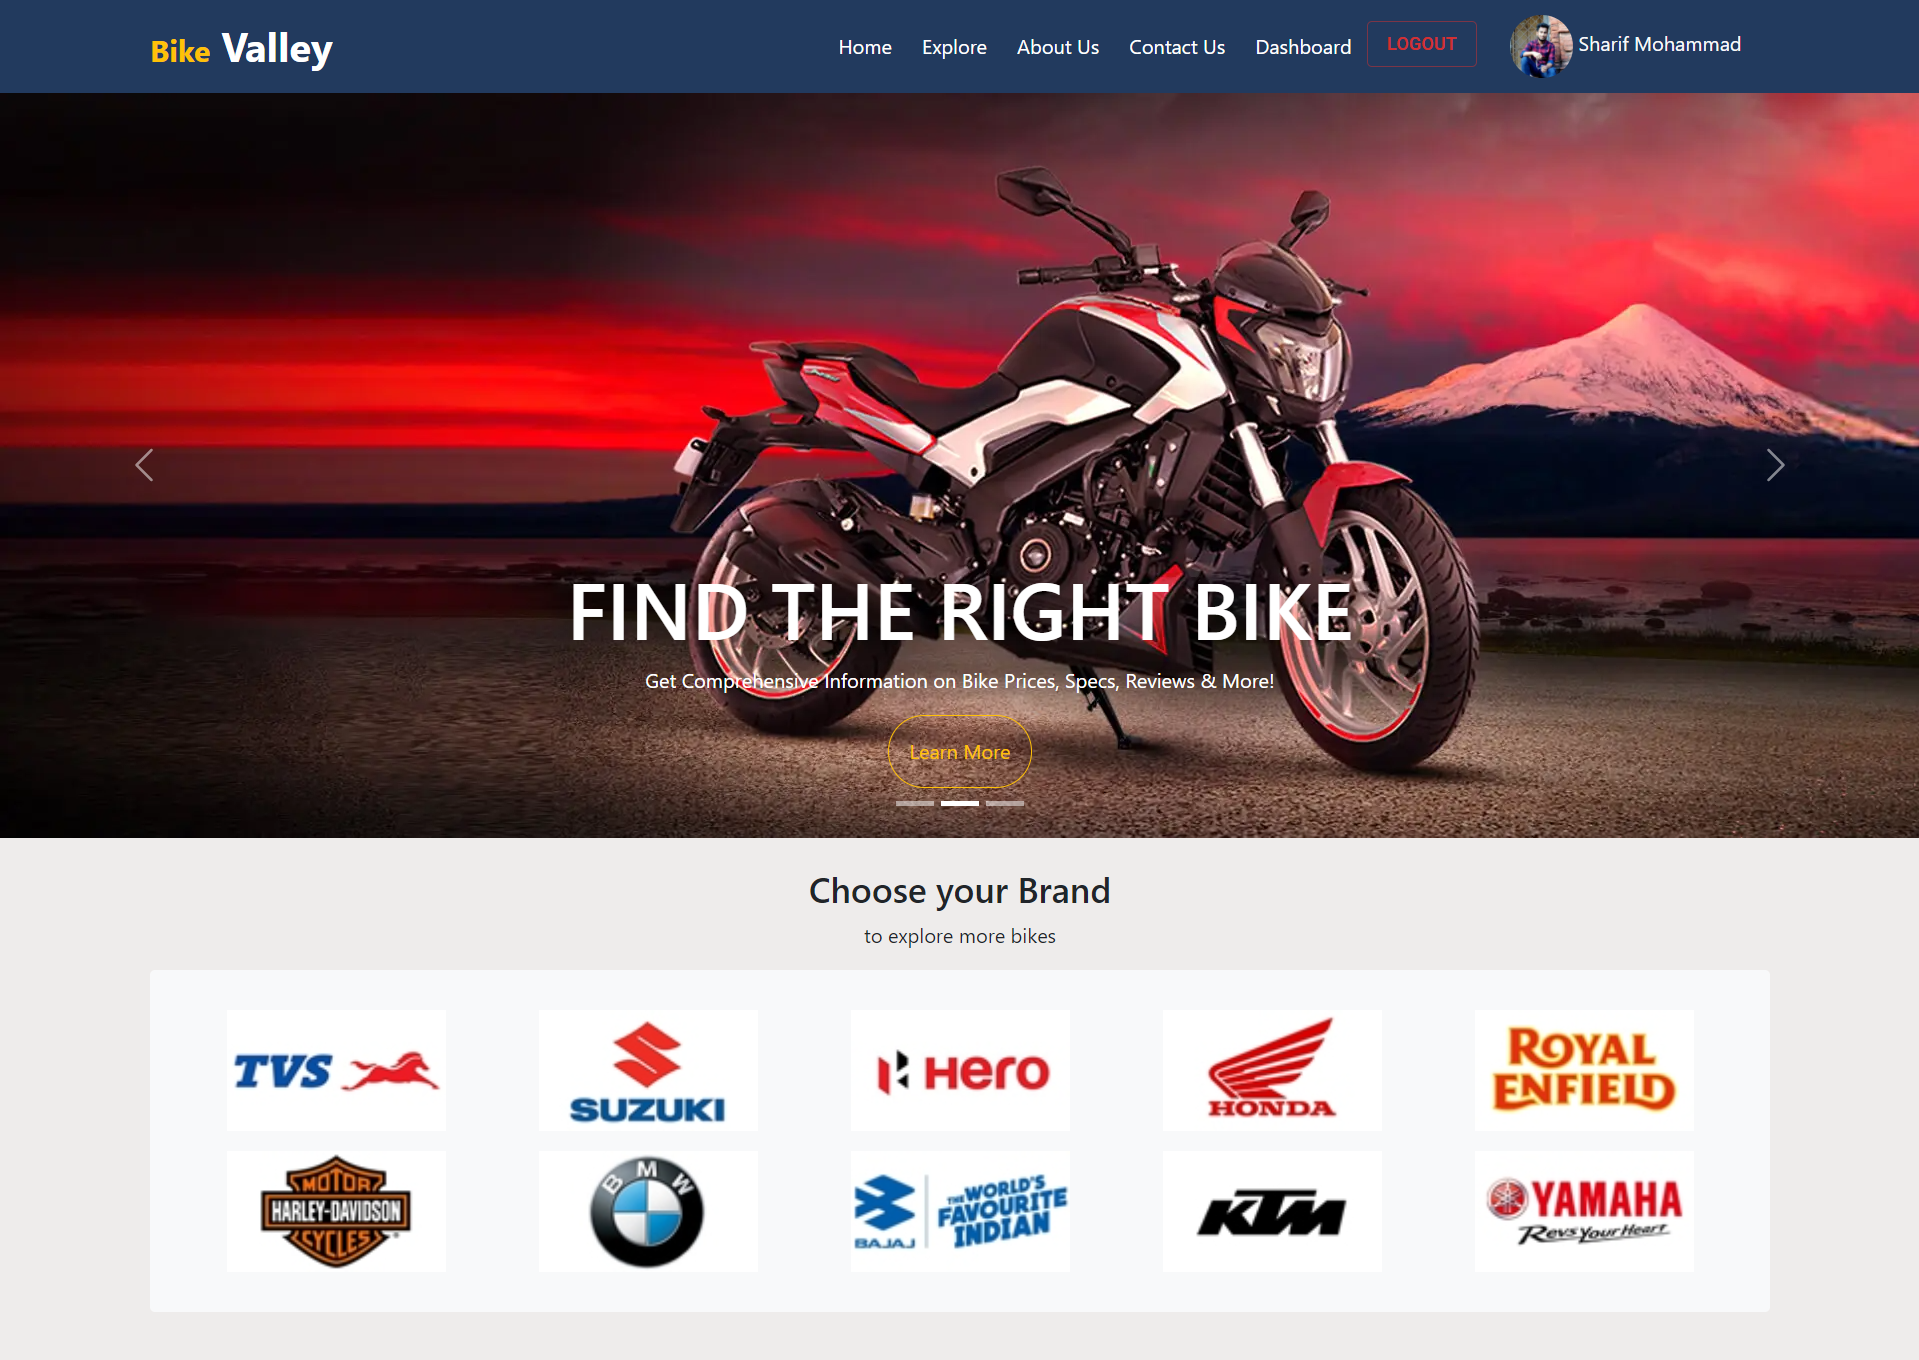 Bike Valley
Home Explore About Us Contact Us Dashboard LOGOUT Sharif Mohammad
FIND THE RIGHT BIKE
Get Comprehensive Information on Bike Prices, Specs, Reviews & More!
Learn More
Choose your Brand
to explore more bikes
TVS
SUZUKI
Hero
HONDA
ROYAL
ENFIELD
MOTOR
HARLEY-DAVIDSON
CYCLES
BMW
BAJAJ
THE WORLD'S
FAVOURITE
INDIAN
KTM
YAMAHA
Revs Your Heart